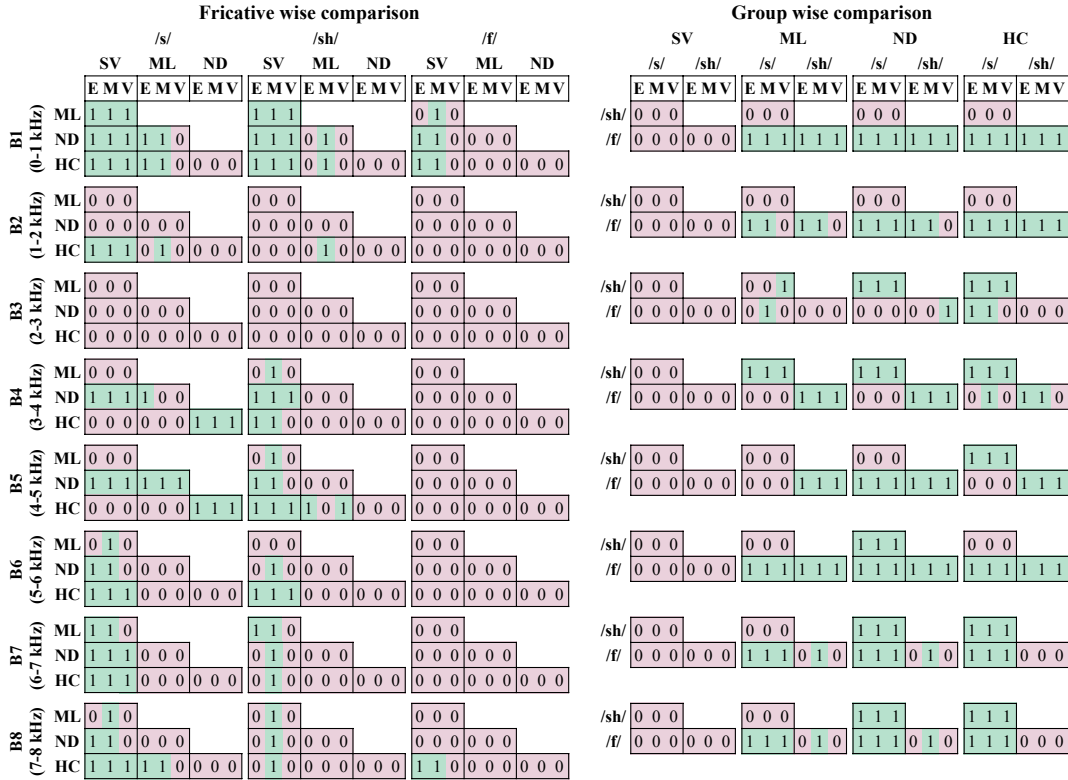 Fricative wise comparison Group wise comparison
/s/ /sh/ /f/ SV ML ND HC
SV ML ND SV ML ND SV ML ND /s/ /sh/ /s/ /sh/ /s/ /sh/ /s/ /sh/
E M V E M V E M V E M V E M V E M V E M V E M V E M V E M V E M V E M V E M V E M V E M V E M V E M V
B1 (0-1 kHz)
ML 1 1 1 1 1 1 0 1 0 /sh/ 0 0 0 0 0 0 0 0 0 0 0 0
ND 1 1 1 1 1 0 1 1 1 0 1 0 1 1 0 0 0 0 /f/ 0 0 0 0 0 0 1 1 1 1 1 1 1 1 1 1 1 1 1 1 1 1 1 1
HC 1 1 1 1 1 0 0 0 0 1 1 1 0 1 0 0 0 0 1 1 0 0 0 0 0 0 0
B2 (1-2 kHz)
ML 0 0 0 0 0 0 0 0 0 /sh/ 0 0 0 0 0 0 0 0 0 0 0 0
ND 0 0 0 0 0 0 0 0 0 0 0 0 0 0 0 0 0 0 /f/ 0 0 0 0 0 0 1 1 0 1 1 0 1 1 1 1 1 0 1 1 1 1 1 1
HC 1 1 1 0 1 0 0 0 0 0 0 0 0 1 0 0 0 0 0 0 0 0 0 0 0 0 0
B3 (2-3 kHz)
ML 0 0 0 0 0 0 0 0 0 /sh/ 0 0 0 0 0 1 1 1 1 1 1 1
ND 0 0 0 0 0 0 0 0 0 0 0 0 0 0 0 0 0 0 /f/ 0 0 0 0 0 0 0 1 0 0 0 0 0 0 0 0 0 1 1 1 0 0 0 0
HC 0 0 0 0 0 0 0 0 0 0 0 0 0 0 0 0 0 0 0 0 0 0 0 0 0 0 0
B4 (3-4 kHz)
ML 0 0 0 0 1 0 0 0 0 /sh/ 0 0 0 1 1 1 1 1 1 1 1 1
ND 1 1 1 1 0 0 1 1 1 0 0 0 0 0 0 0 0 0 /f/ 0 0 0 0 0 0 0 0 0 1 1 1 0 0 0 1 1 1 0 1 0 1 1 0
HC 0 0 0 0 0 0 1 1 1 1 1 0 0 0 0 0 0 0 0 0 0 0 0 0 0 0 0
B5 (4-5 kHz)
ML 0 0 0 0 1 0 0 0 0 /sh/ 0 0 0 0 0 0 0 0 0 1 1 1
ND 1 1 1 1 1 1 1 1 0 0 0 0 0 0 0 0 0 0 /f/ 0 0 0 0 0 0 0 0 0 1 1 1 1 1 1 1 1 1 0 0 0 1 1 1
HC 0 0 0 0 0 0 1 1 1 1 1 1 1 0 1 0 0 0 0 0 0 0 0 0 0 0 0
B6 (5-6 kHz)
ML 0 1 0 0 0 0 0 0 0 /sh/ 0 0 0 0 0 0 1 1 1 0 0 0
ND 1 1 0 0 0 0 0 1 0 0 0 0 0 0 0 0 0 0 /f/ 0 0 0 0 0 0 1 1 1 1 1 1 1 1 1 1 1 1 1 1 1 1 1 1
HC 1 1 1 0 0 0 0 0 0 1 1 1 0 0 0 0 0 0 0 0 0 0 0 0 0 0 0
B7 (6-7 kHz)
ML 1 1 0 1 1 0 0 0 0 /sh/ 0 0 0 0 0 0 1 1 1 1 1 1
ND 1 1 1 0 0 0 0 1 0 0 0 0 0 0 0 0 0 0 /f/ 0 0 0 0 0 0 1 1 1 0 1 0 1 1 1 0 1 0 1 1 1 0 0 0
HC 1 1 1 0 0 0 0 0 0 0 1 0 0 0 0 0 0 0 0 0 0 0 0 0 0 0 0
B8 (7-8 kHz)
ML 0 1 0 0 1 0 0 0 0 /sh/ 0 0 0 0 0 0 1 1 1 1 1 1
ND 1 1 0 0 0 0 0 1 0 0 0 0 0 0 0 0 0 0 /f/ 0 0 0 0 0 0 1 1 1 0 1 0 1 1 1 0 1 0 1 1 1 0 0 0
HC 1 1 1 1 1 0 0 0 0 0 1 0 0 0 0 0 0 0 1 1 0 0 0 0 0 0 0